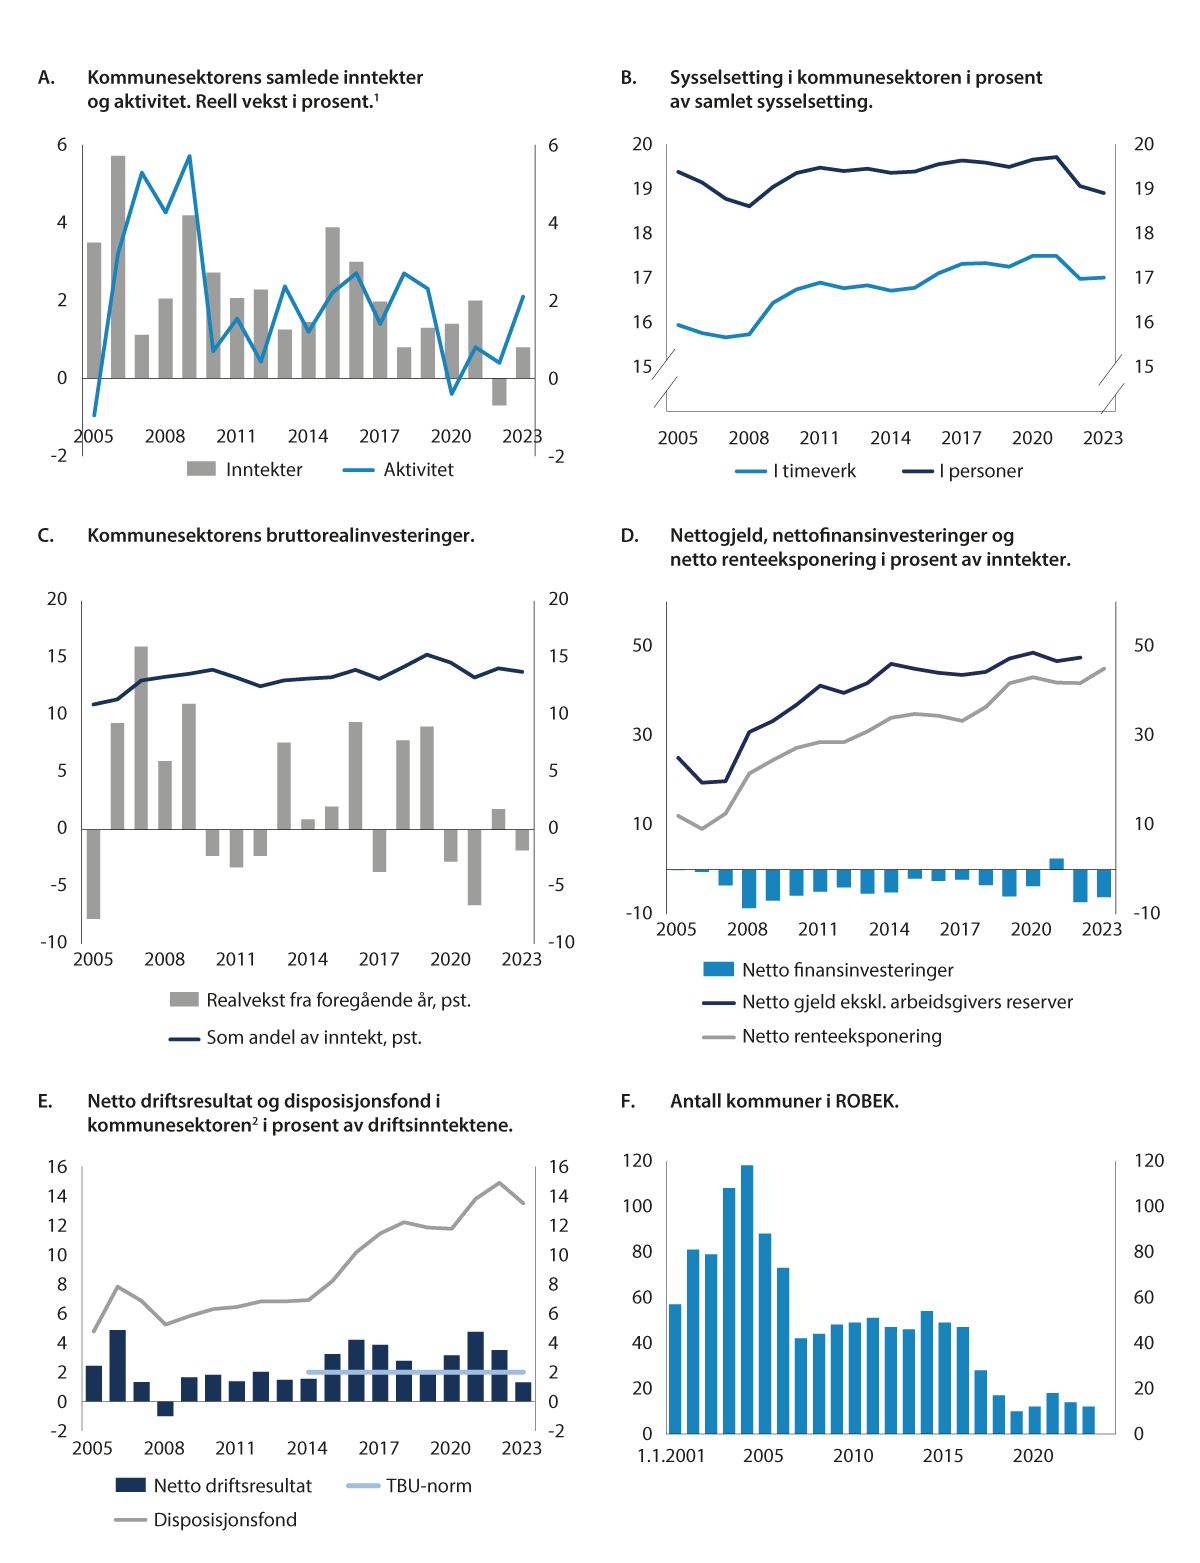 A. Kommunesektorens samlede inntekter
og aktivitet. Reell vekst i prosent.¹
6 6
4 4
2 2
0 0
-2 -2
2005 2008 2011 2014 2017 2020 2023
Inntekter Aktivitet
B. Sysselsetting i kommunesektoren i prosent
av samlet sysselsetting.
20 20
19 19
18 18
17 17
16 16
15 15
2005 2008 2011 2014 2017 2020 2023
I timeverk I personer
C. Kommunesektorens bruttorealinvesteringer.
20 20
15 15
10 10
5 5
0 0
-5 -5
-10 -10
2005 2008 2011 2014 2017 2020 2023
Realvekst fra foregående år, pst.
Som andel av inntekt, pst.
D. Nettogjeld, nettofinansinvesteringer og
netto renteeksponering i prosent av inntekter.
50 50
30 30
10 10
-10 -10
2005 2008 2011 2014 2017 2020 2023
Netto finansinvesteringer
Netto gjeld ekskl. arbeidsgivers reserver
Netto renteeksponering
E. Netto driftsresultat og disposisjonsfond i
kommunesektoren² i prosent av driftsinntektene.
16 16
14 14
12 12
10 10
8 8
6 6
4 4
2 2
0 0
-2 -2
2005 2008 2011 2014 2017 2020 2023
Netto driftsresultat TBU-norm
Disposisjonsfond
F. Antall kommuner i ROBEK.
120 120
100 100
80 80
60 60
40 40
20 20
0 0
1.1.2001 2005 2010 2015 2020